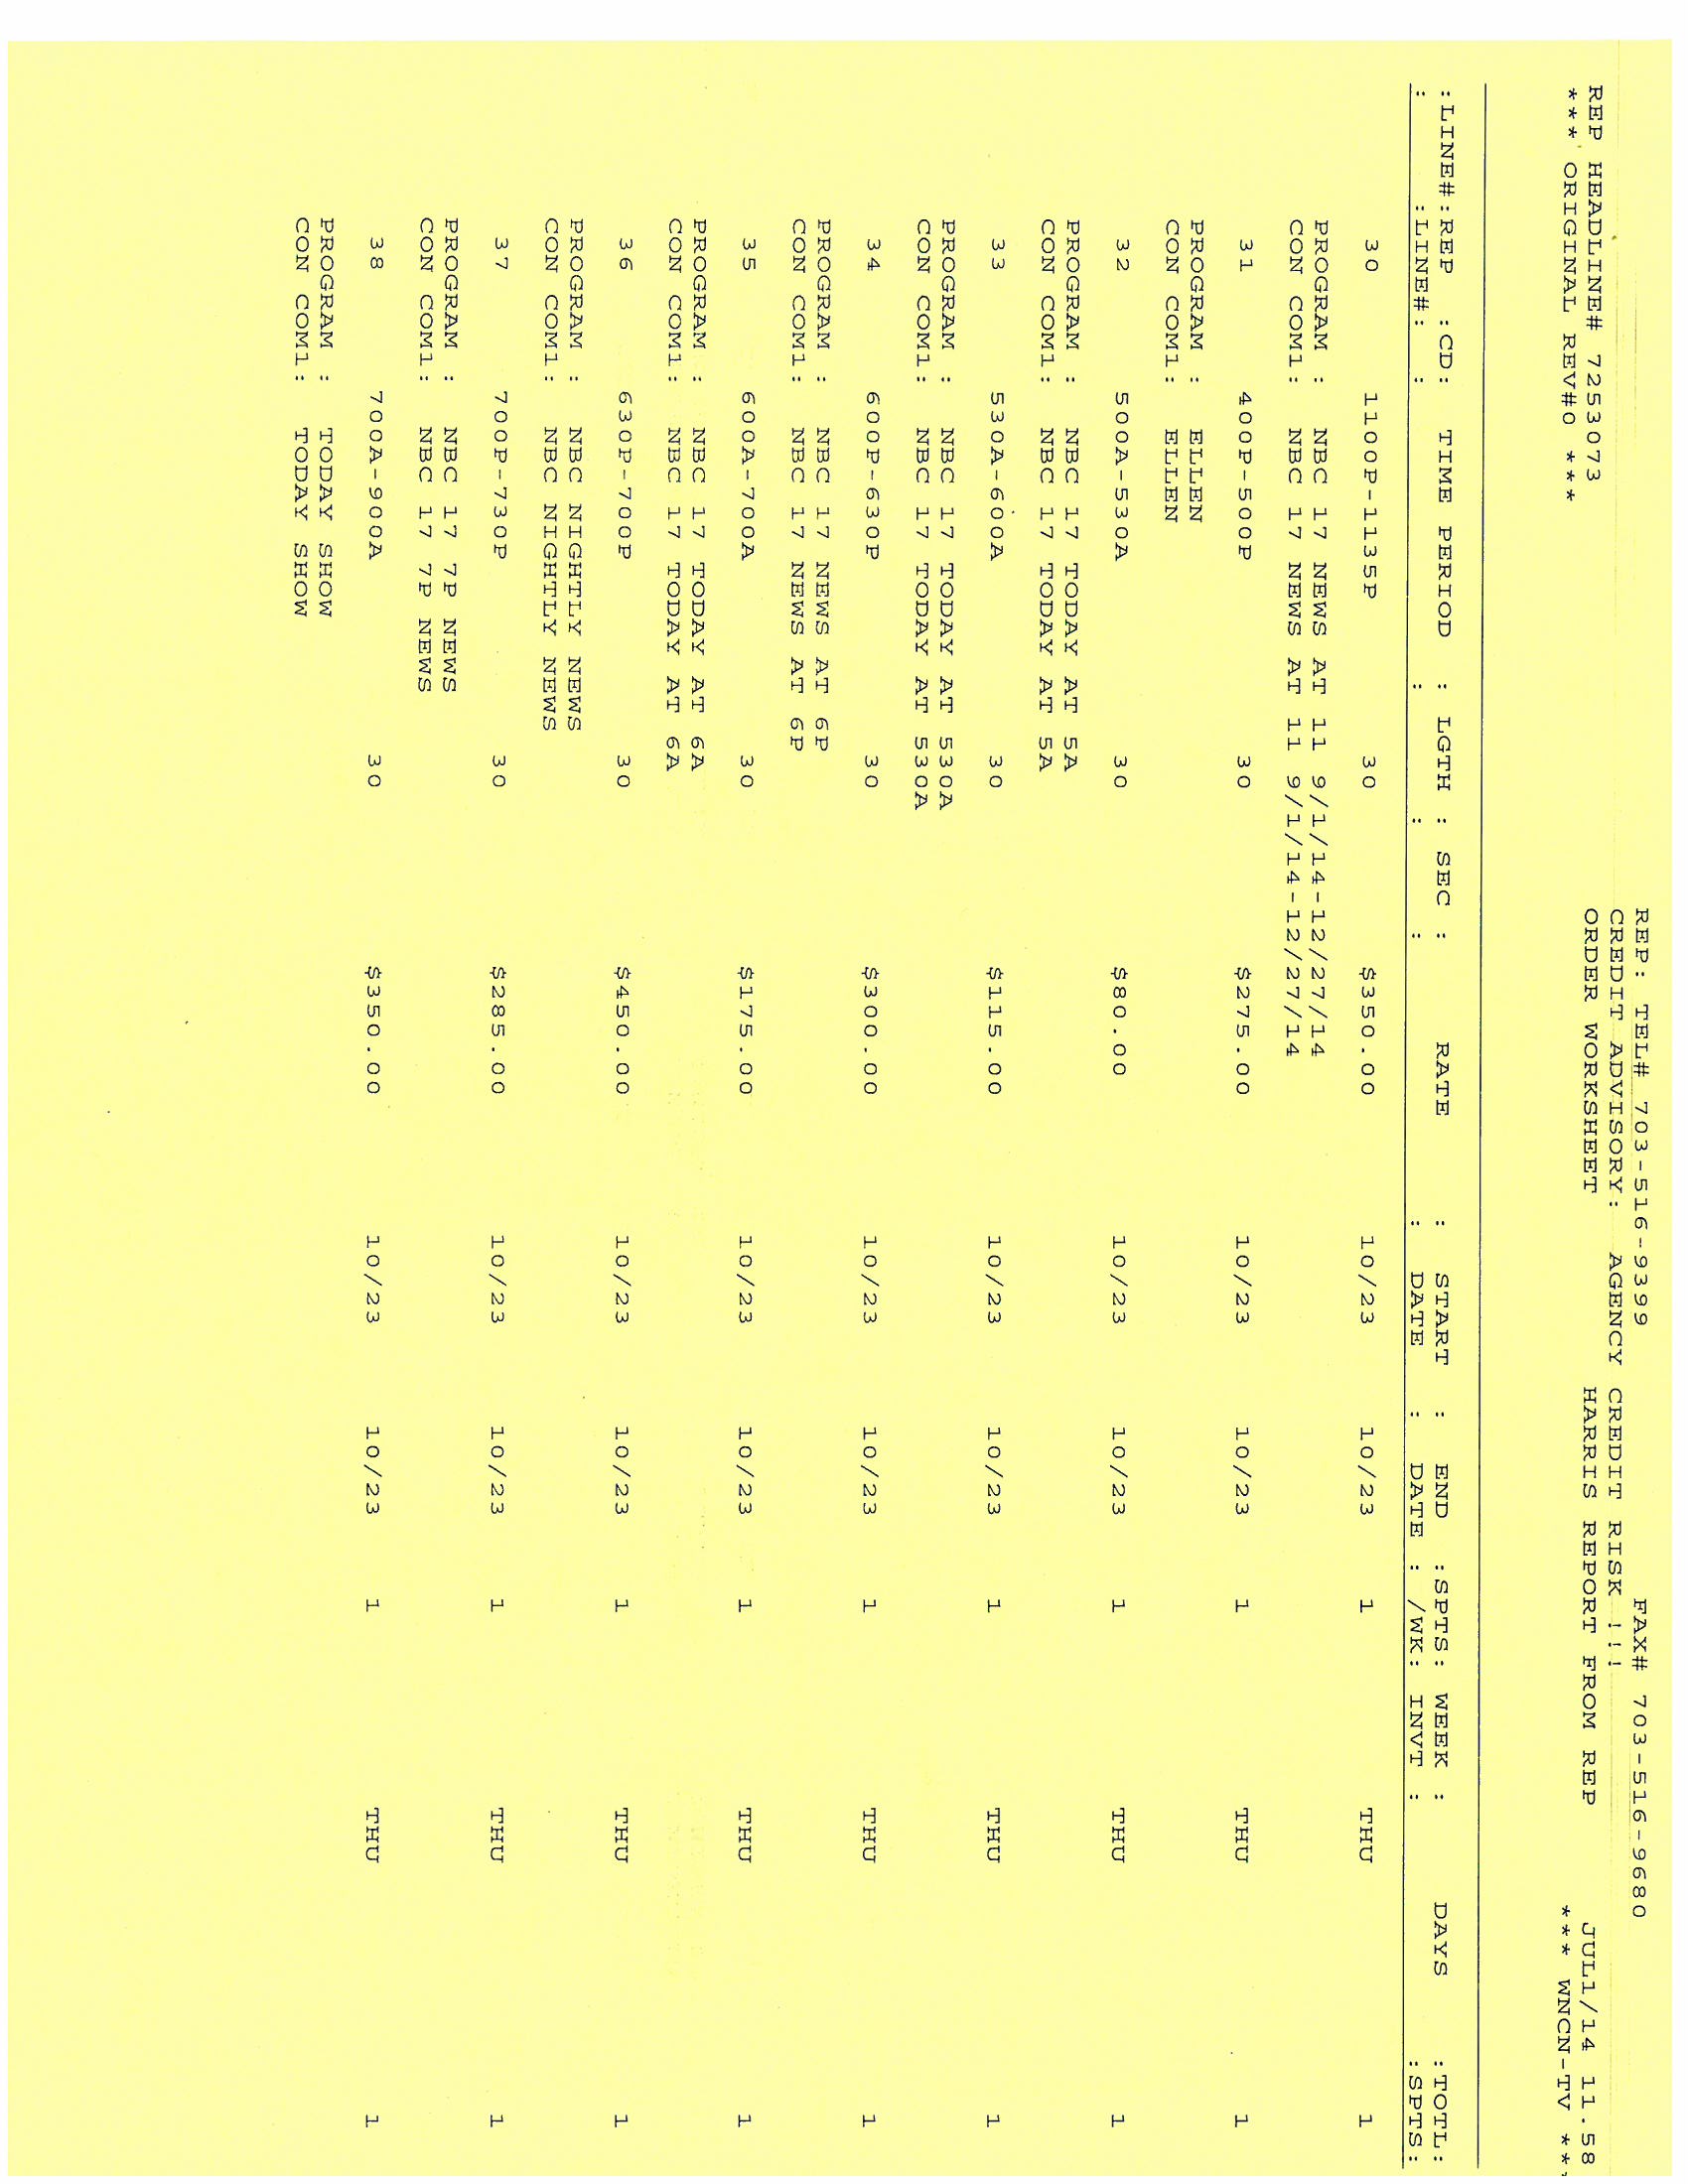 REP: TEL# 703-516-9399 FAX# 703-516-9680
CREDIT ADVISORY: AGENCY CREDIT RISK !!!
REP HEADLINE# 7253073 ORDER WORKSHEET HARRIS REPORT FROM REP JUL1/14 11.58
*** ORIGINAL REV#0 *** *** WNCN-TV ***
:LINE#:REP :CD: TIME PERIOD : LGTH : SEC : RATE : START : END :SPTS: WEEK : DAYS :TOTL:
: :LINE#: : : : : : DATE : DATE : /WK: INVT : :SPTS:
30 1100P-1135P 30 $350.00 10/23 10/23 1 THU 1
PROGRAM : NBC 17 NEWS AT 11 9/1/14-12/27/14
CON COM1: NBC 17 NEWS AT 11 9/1/14-12/27/14
31 400P-500P 30 $275.00 10/23 10/23 1 THU 1
PROGRAM : ELLEN
CON COM1: ELLEN
32 500A-530A 30 $80.00 10/23 10/23 1 THU 1
PROGRAM : NBC 17 TODAY AT 5A
CON COM1: NBC 17 TODAY AT 5A
33 530A-600A 30 $115.00 10/23 10/23 1 THU 1
PROGRAM : NBC 17 TODAY AT 530A
CON COM1: NBC 17 TODAY AT 530A
34 600P-630P 30 $300.00 10/23 10/23 1 THU 1
PROGRAM : NBC 17 NEWS AT 6P
CON COM1: NBC 17 NEWS AT 6P
35 600A-700A 30 $175.00 10/23 10/23 1 THU 1
PROGRAM : NBC 17 TODAY AT 6A
CON COM1: NBC 17 TODAY AT 6A
36 630P-700P 30 $450.00 10/23 10/23 1 THU 1
PROGRAM : NBC NIGHTLY NEWS
CON COM1: NBC NIGHTLY NEWS
37 700P-730P 30 $285.00 10/23 10/23 1 THU 1
PROGRAM : NBC 17 7P NEWS
CON COM1: NBC 17 7P NEWS
38 700A-900A 30 $350.00 10/23 10/23 1 THU 1
PROGRAM : TODAY SHOW
CON COM1: TODAY SHOW